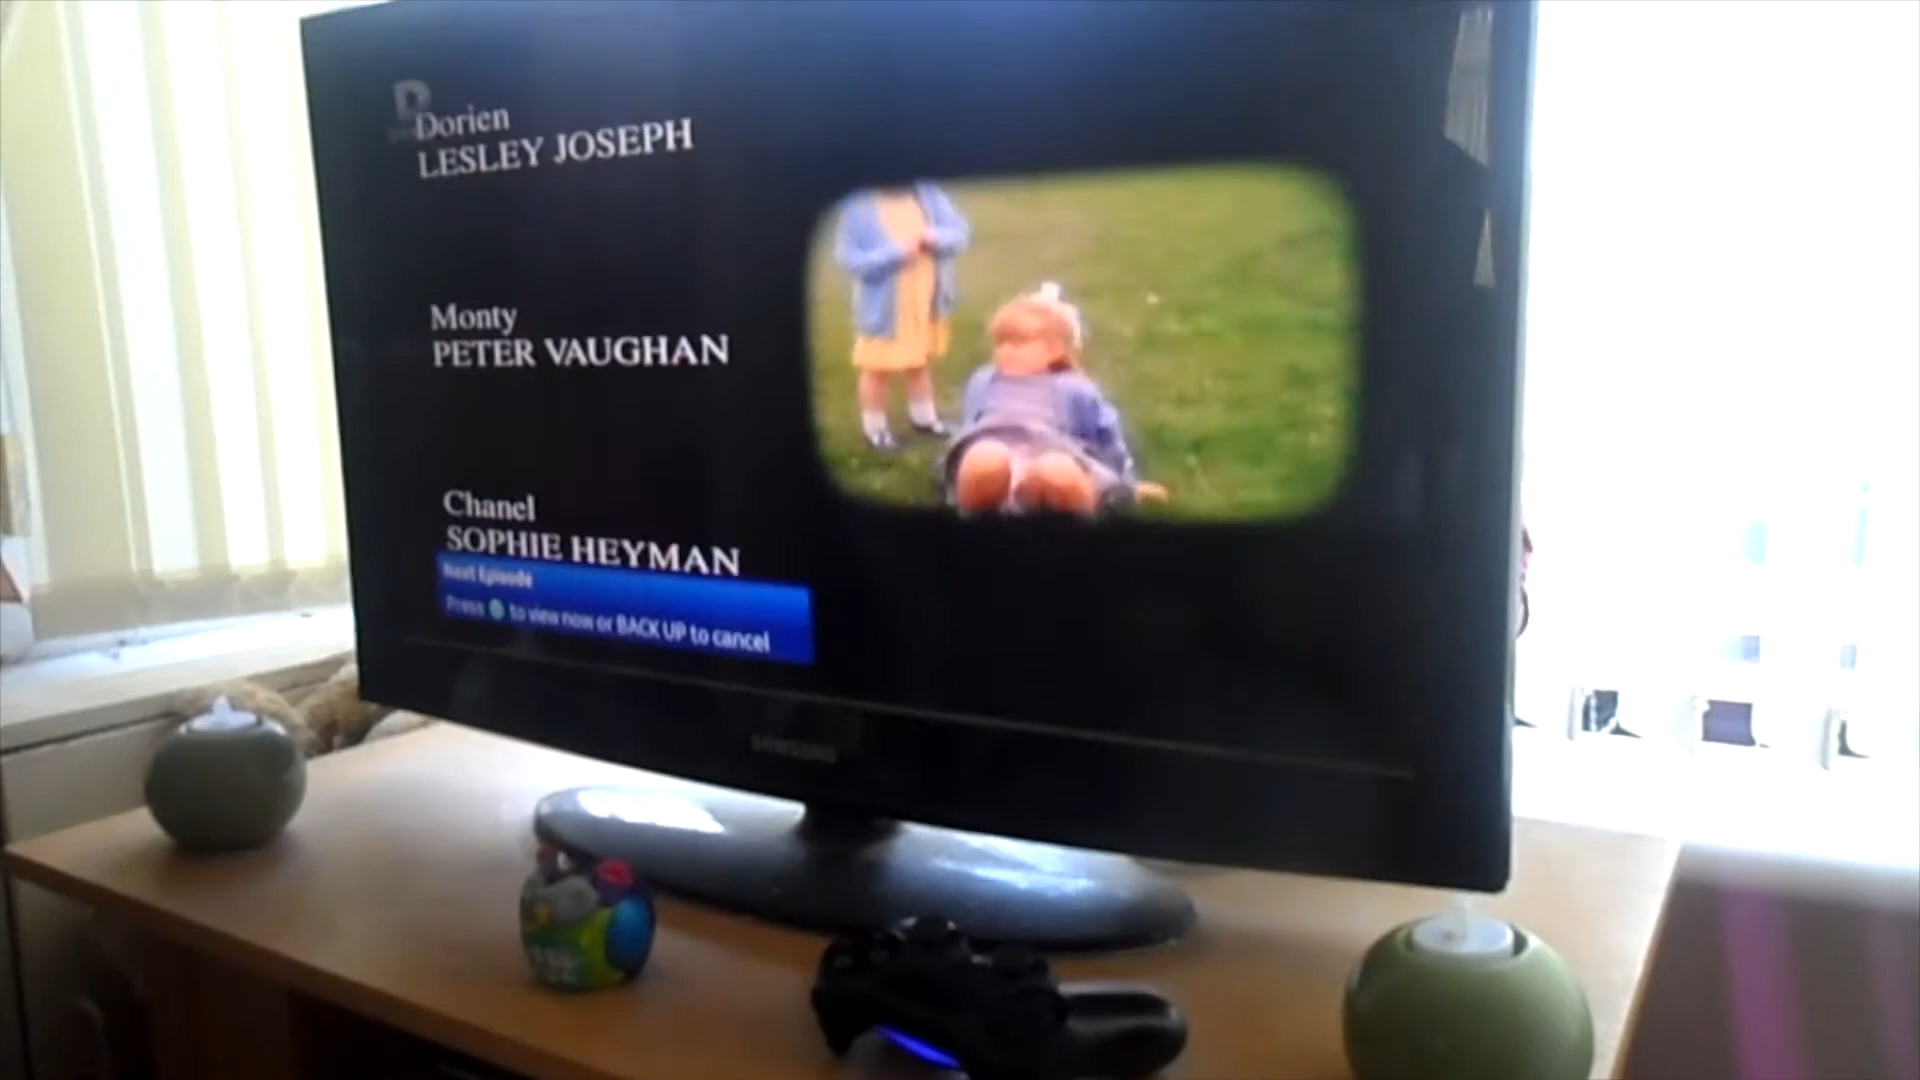 Dorien
LESLEY JOSEPH
Monty
PETER VAUGHAN
Chanel
SOPHIE HEYMAN
Next Episode
Press to view now or BACK UP to cancel
SAMSUNG